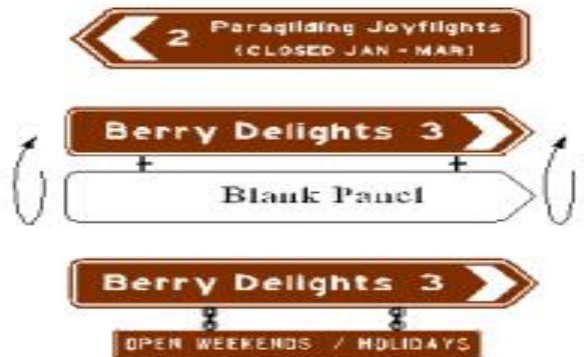 2 Paragliding Joyflights
(CLOSED JAN - MAR)
Berry Delights 3
Blank Panel
Berry Delights 3
OPEN WEEKENDS / HOLIDAYS